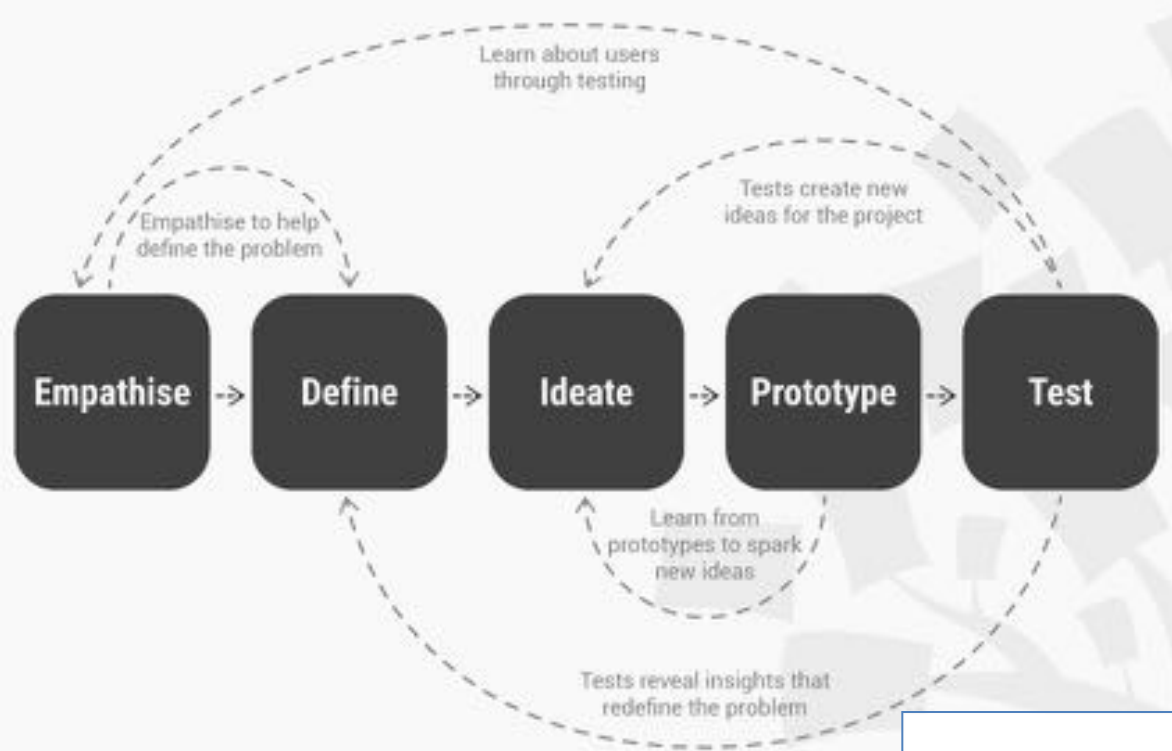 Learn about users
through testing
Tests create new
ideas for the project
Empathise to help
define the problem
Empathise
Define
Ideate
Prototype
Test
Learn from
prototypes to spark
new ideas
Tests reveal insights that
redefine the problem